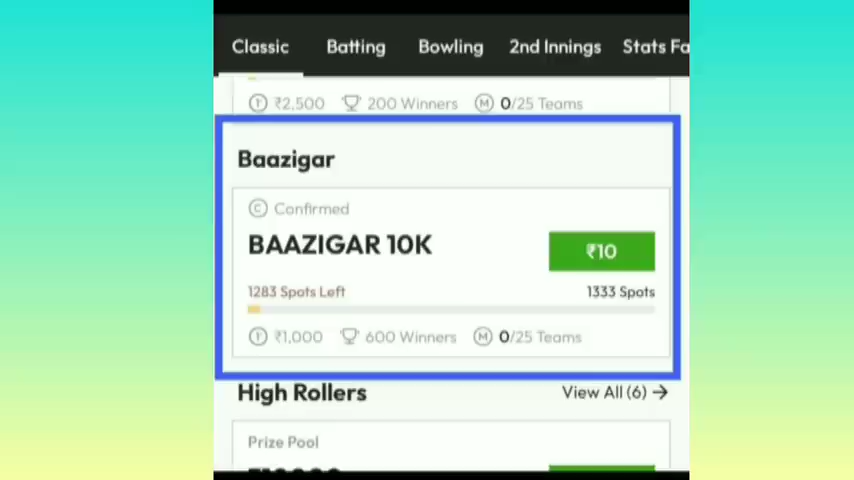 Classic Batting Bowling 2nd Innings Stats Fa
₹2,500 200 Winners M 0/25 Teams
Baazigar
C Confirmed
BAAZIGAR 10K ₹10
1283 Spots Left 1333 Spots
₹1,000 600 Winners M 0/25 Teams
High Rollers View All (6) →
Prize Pool